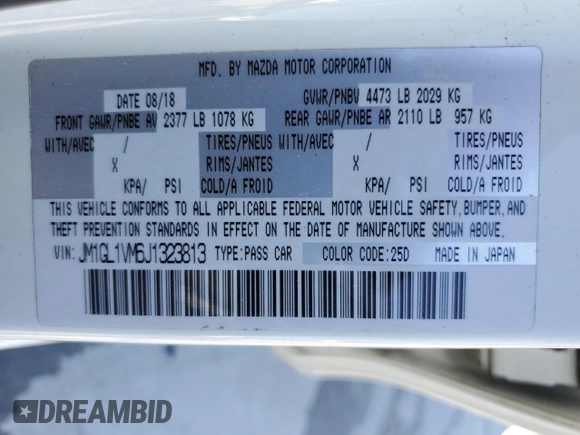 MFD. BY MAZDA MOTOR CORPORATION
DATE 08/18 GVWR/PNBV 4473 LB 2029 KG
FRONT GAWR/PNBE AV 2377 LB 1078 KG REAR GAWR/PNBE AR 2110 LB 957 KG
WITH/AVEC / TIRES/PNEUS WITH/AVEC / TIRES/PNEUS
X RIMS/JANTES X RIMS/JANTES
KPA/ PSI COLD/A FROID KPA/ PSI COLD/A FROID
THIS VEHICLE CONFORMS TO ALL APPLICABLE FEDERAL MOTOR VEHICLE SAFETY, BUMPER, AND
THEFT PREVENTION STANDARDS IN EFFECT ON THE DATE OF MANUFACTURE SHOWN ABOVE.
VIN: JM1GL1VM6J1323813 TYPE:PASS CAR COLOR CODE:25D MADE IN JAPAN
DREAMBID